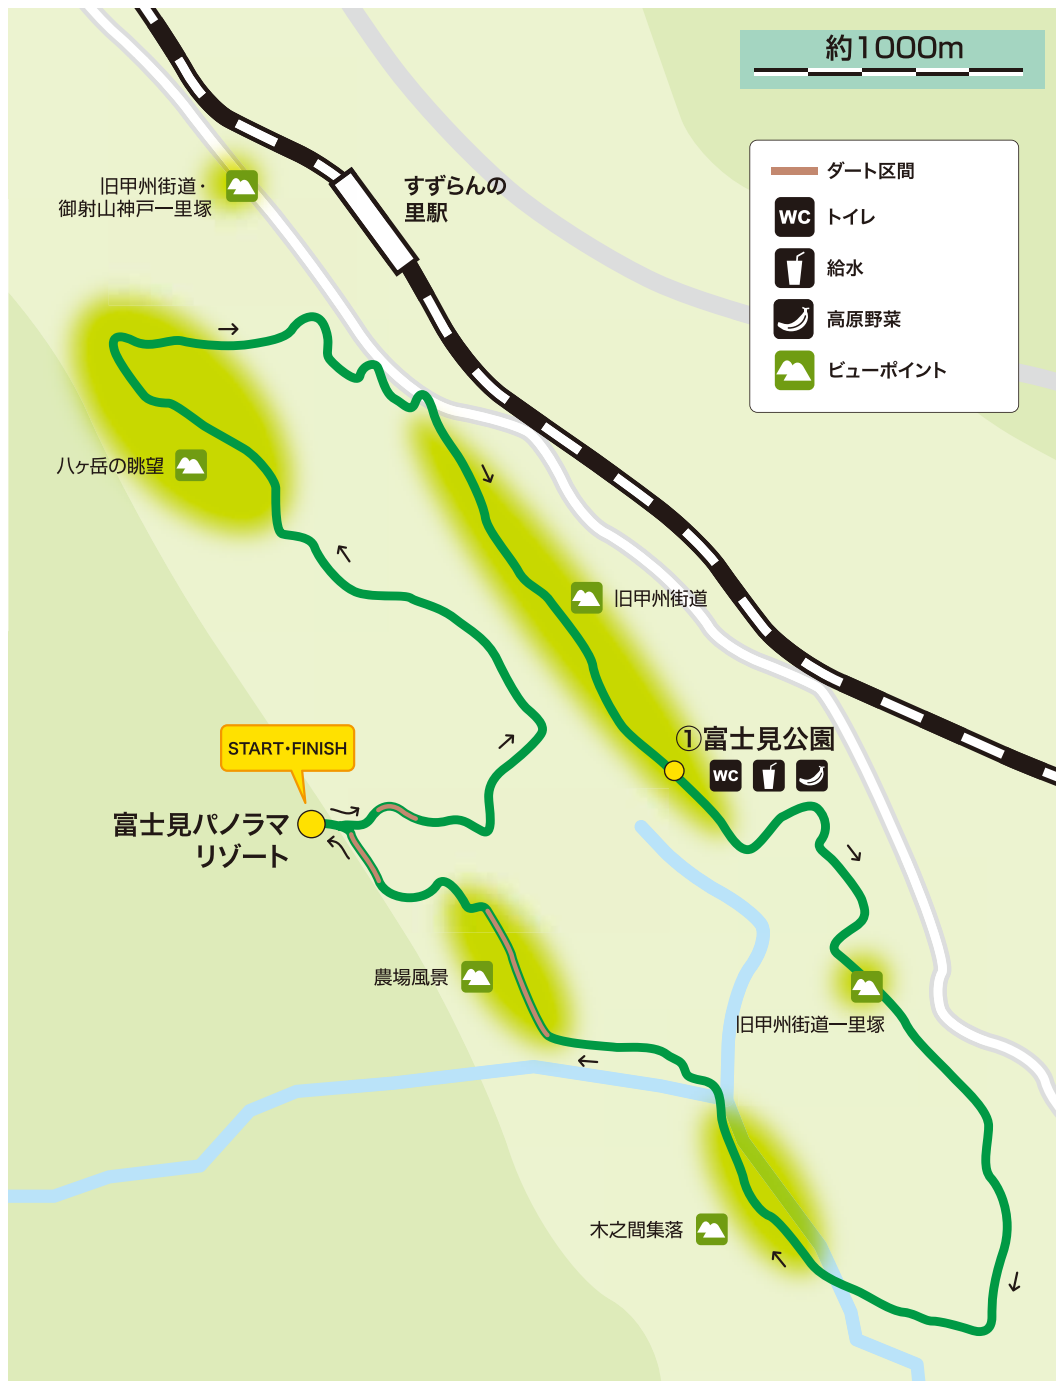 約1000m
ダート区間
WC トイレ
給水
高原野菜
ビューポイント
旧甲州街道・
御射山神戸一里塚
すずらんの
里駅
八ヶ岳の眺望
旧甲州街道
①富士見公園
WC
START・FINISH
富士見パノラマ
リゾート
農場風景
旧甲州街道一里塚
木之間集落